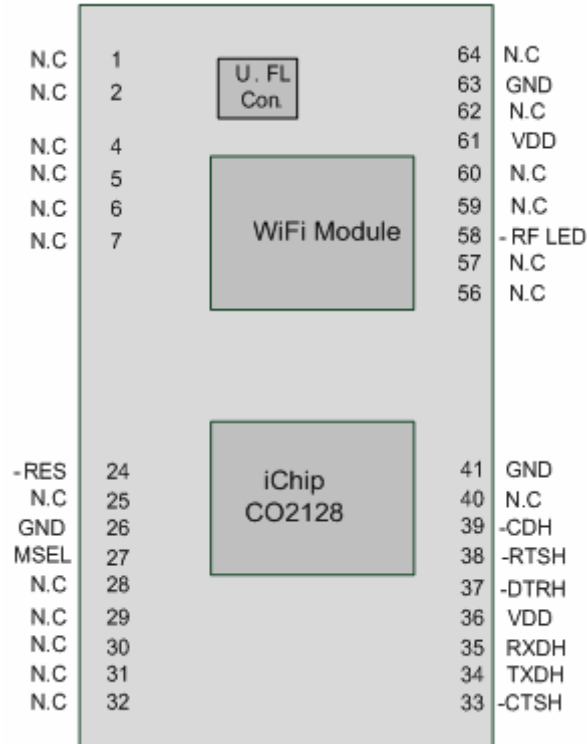 N.C 1
N.C 2
N.C 4
N.C 5
N.C 6
N.C 7
U. FL
Con.
WiFi Module
64 N.C
63 GND
62 N.C
61 VDD
60 N.C
59 N.C
58 -RF LED
57 N.C
56 N.C
-RES 24
N.C 25
GND 26
MSEL 27
N.C 28
N.C 29
N.C 30
N.C 31
N.C 32
iChip
CO2128
41 GND
40 N.C
39 -CDH
38 -RTSH
37 -DTRH
36 VDD
35 RXDH
34 TXDH
33 -CTSH